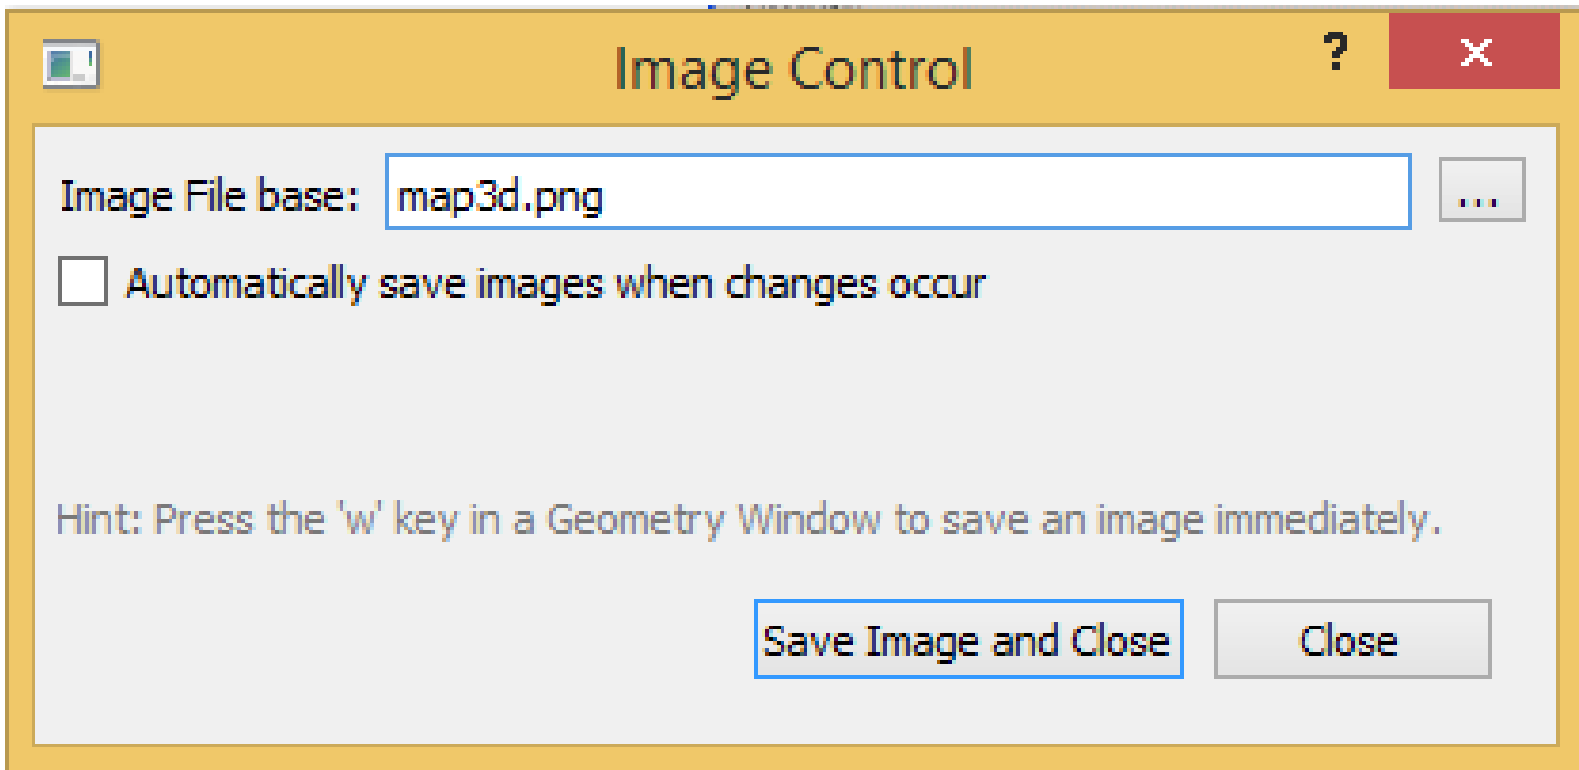 Image Control
?
x
Image File base: map3d.png ...
Automatically save images when changes occur
Hint: Press the 'w' key in a Geometry Window to save an image immediately.
Save Image and Close Close